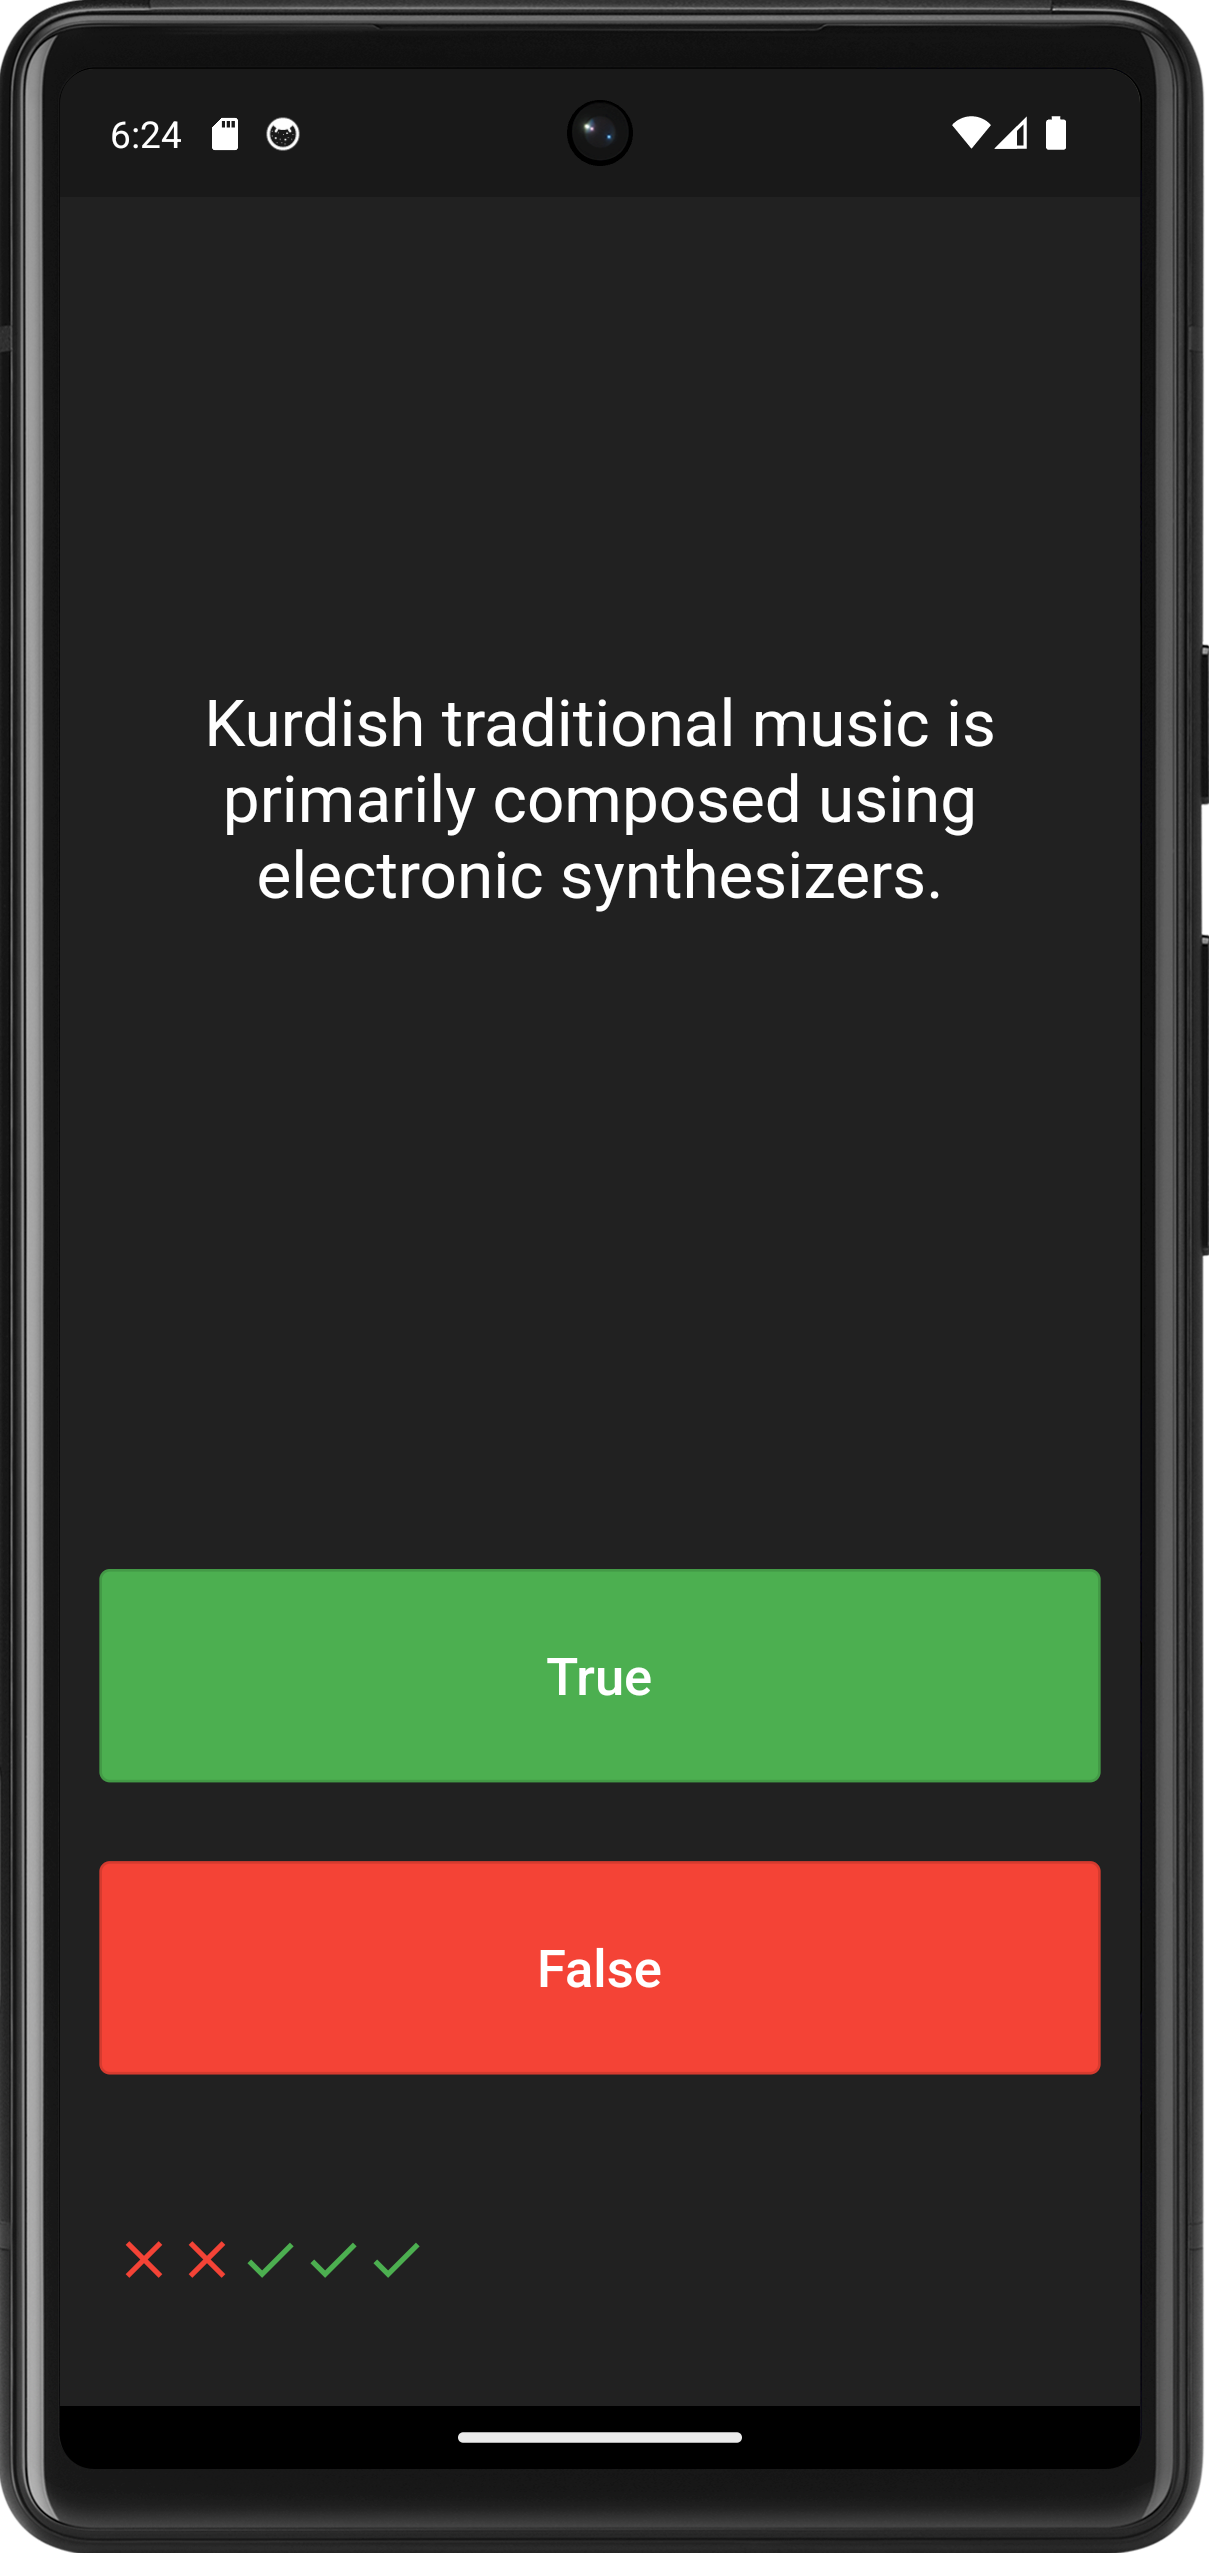 6:24
Kurdish traditional music is
primarily composed using
electronic synthesizers.
True
False